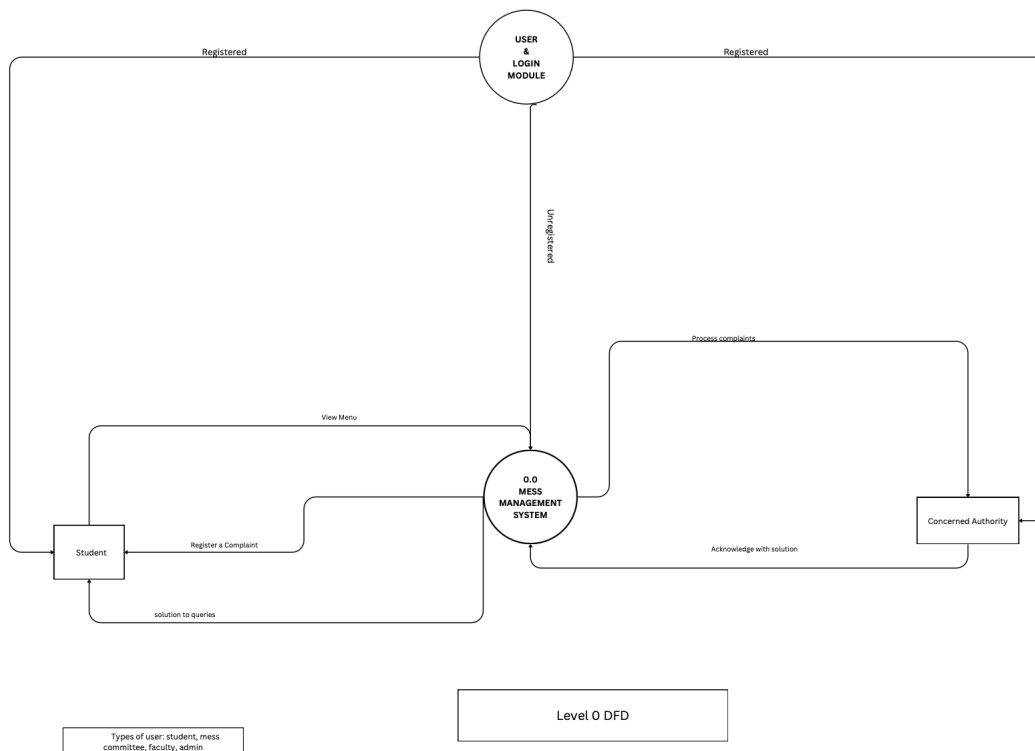 USER
&
LOGIN
MODULE
Registered
Registered
Unregistered
Process complaints
View Menu
0.0
MESS
MANAGEMENT
SYSTEM
Concerned Authority
Student
Register a Complaint
Acknowledge with solution
solution to queries
Level 0 DFD
Types of user: student, mess
committee, faculty, admin